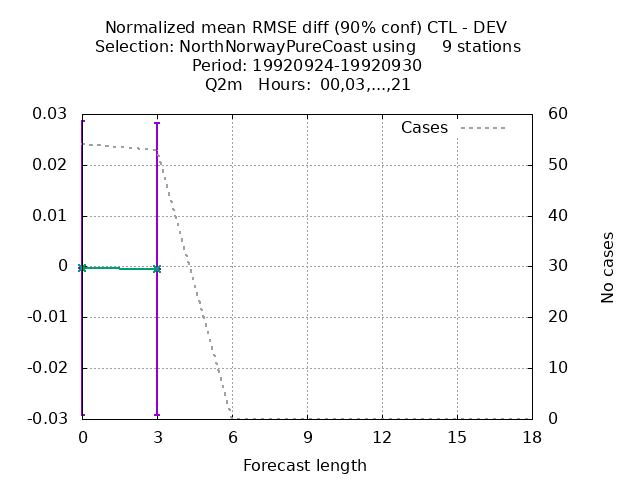 Normalized mean RMSE diff (90% conf) CTL - DEV
Selection: NorthNorwayPureCoast using     9 stations
Period: 19920924-19920930
Q2m   Hours:  00,03,...,21
Cases
0.03
0.02
0.01
0
-0.01
-0.02
-0.03
60
50
40
30
20
10
0
No cases
0 3 6 9 12 15 18
Forecast length